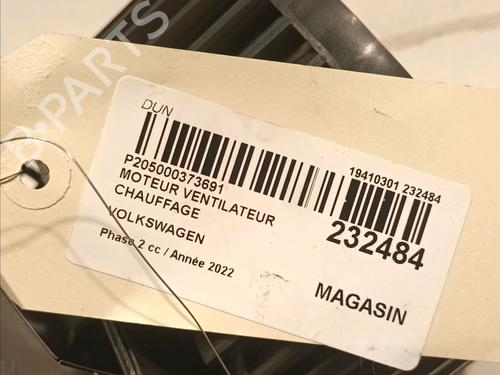 B-PARTS
DUN
19410301 232484
P205000373691
MOTEUR VENTILATEUR
CHAUFFAGE
232484
VOLKSWAGEN
Phase 2 cc / Année 2022
MAGASIN